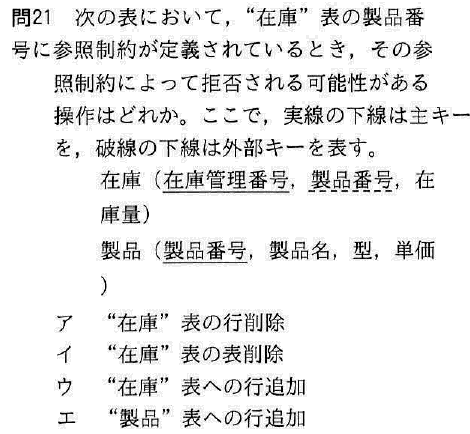 問21　次の表において，“在庫”表の製品番
号に参照制約が定義されているとき，その参
照制約によって拒否される可能性がある
操作はどれか。ここで，実線の下線は主キー
を，破線の下線は外部キーを表す。
在庫（在庫管理番号，製品番号，在
庫量）
製品（製品番号，製品名，型，単価
）
ア　“在庫”表の行削除
イ　“在庫”表の表削除
ウ　“在庫”表への行追加
エ　“製品”表への行追加